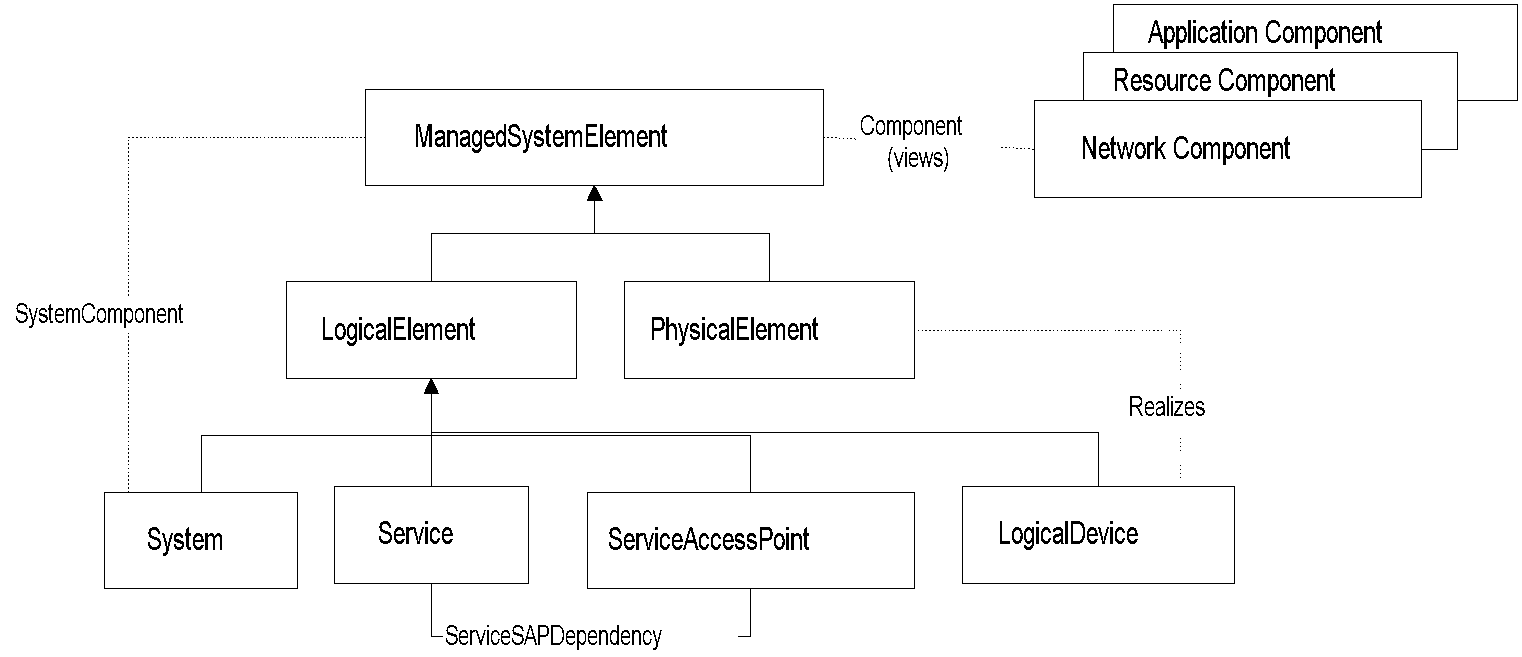 Application Component
Resource Component
Network Component
Component
(views)
ManagedSystemElement
SystemComponent
LogicalElement
PhysicalElement
Realizes
System
Service
ServiceAccessPoint
LogicalDevice
ServiceSAPDependency